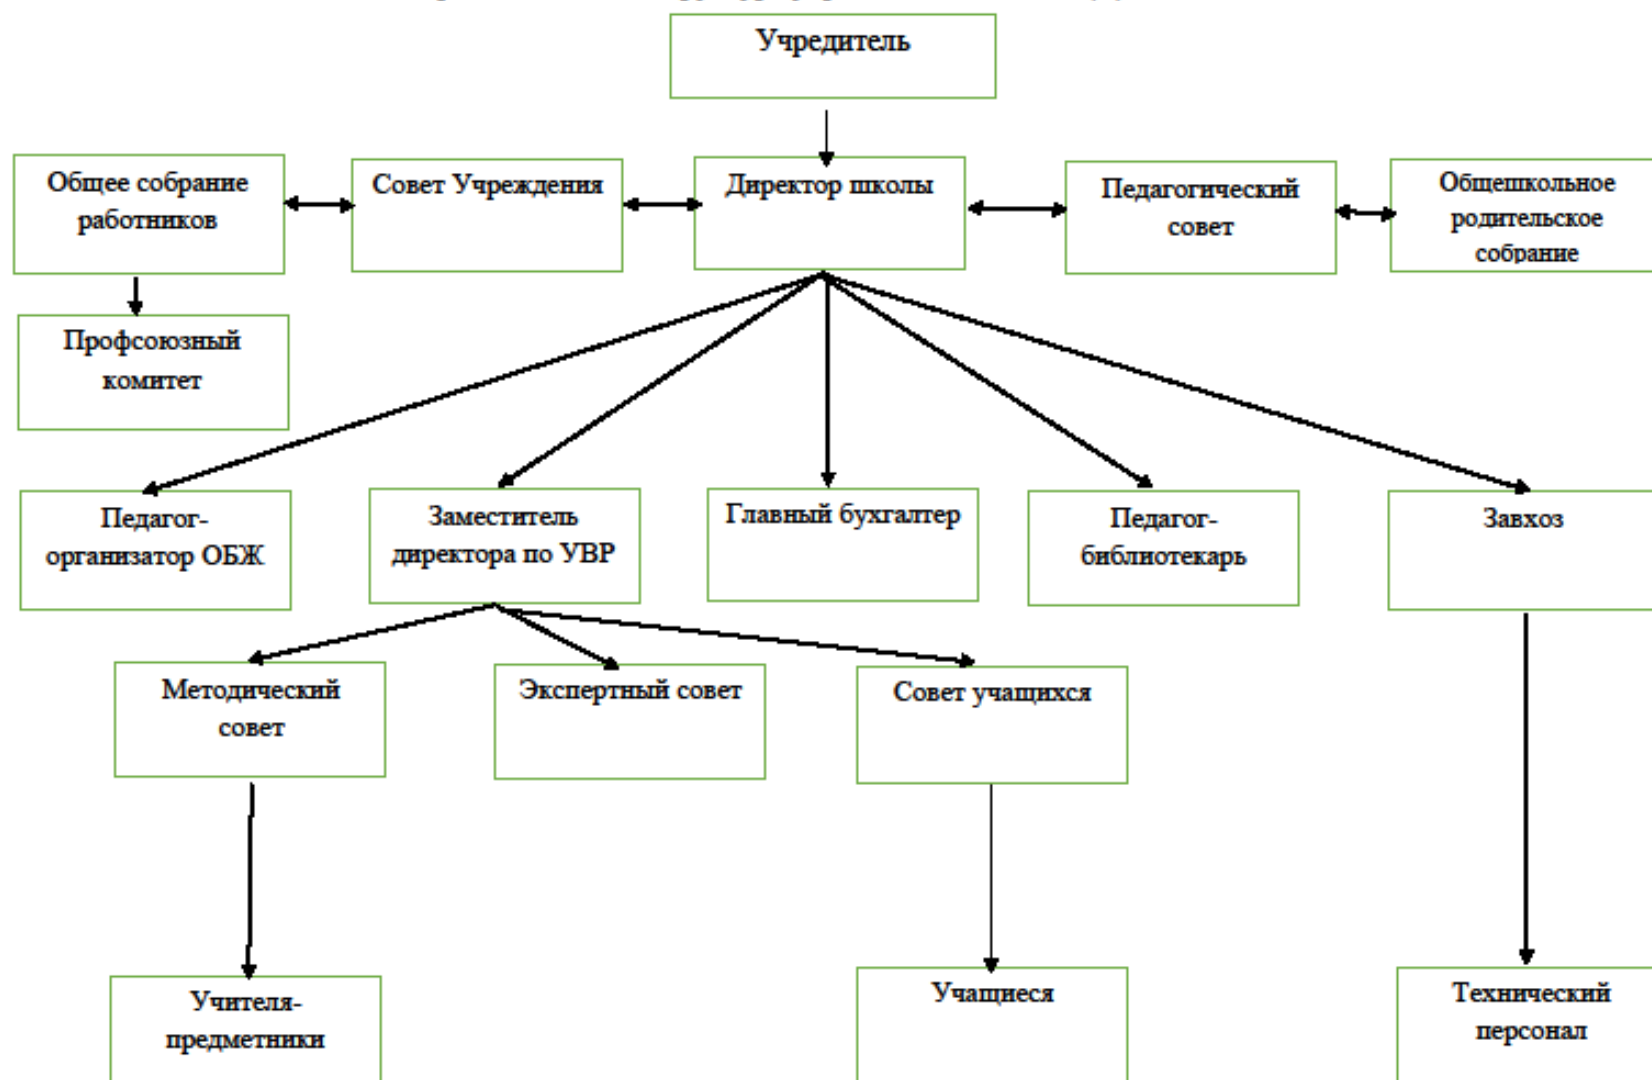 Учредитель
Общее собрание
работников
Совет Учреждения
Директор школы
Педагогический
совет
Общешкольное
родительское
собрание
Профсоюзный
комитет
Педагог-
организатор ОБЖ
Заместитель
директора по УВР
Главный бухгалтер
Педагог-
библиотекарь
Завхоз
Методический
совет
Экспертный совет
Совет учащихся
Учителя-
предметники
Учащиеся
Технический
персонал